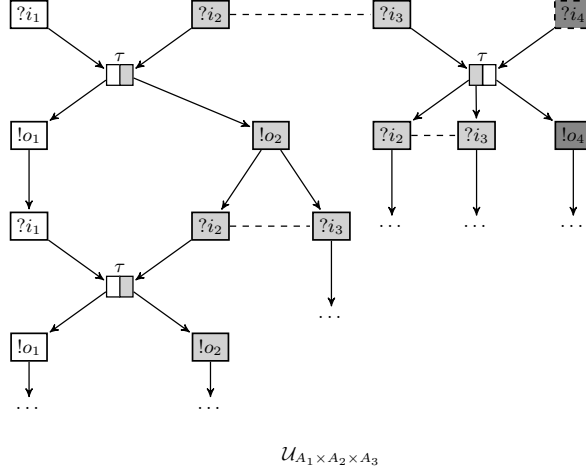 ?i₁ ?i₂ ?i₃ ?i₄
τ τ
!o₁ !o₂ ?i₂ ?i₃ !o₄
?i₁ ?i₂ ?i₃ ... ... ...
τ
...
!o₁ !o₂
... ...
𝒰_{A₁×A₂×A₃}